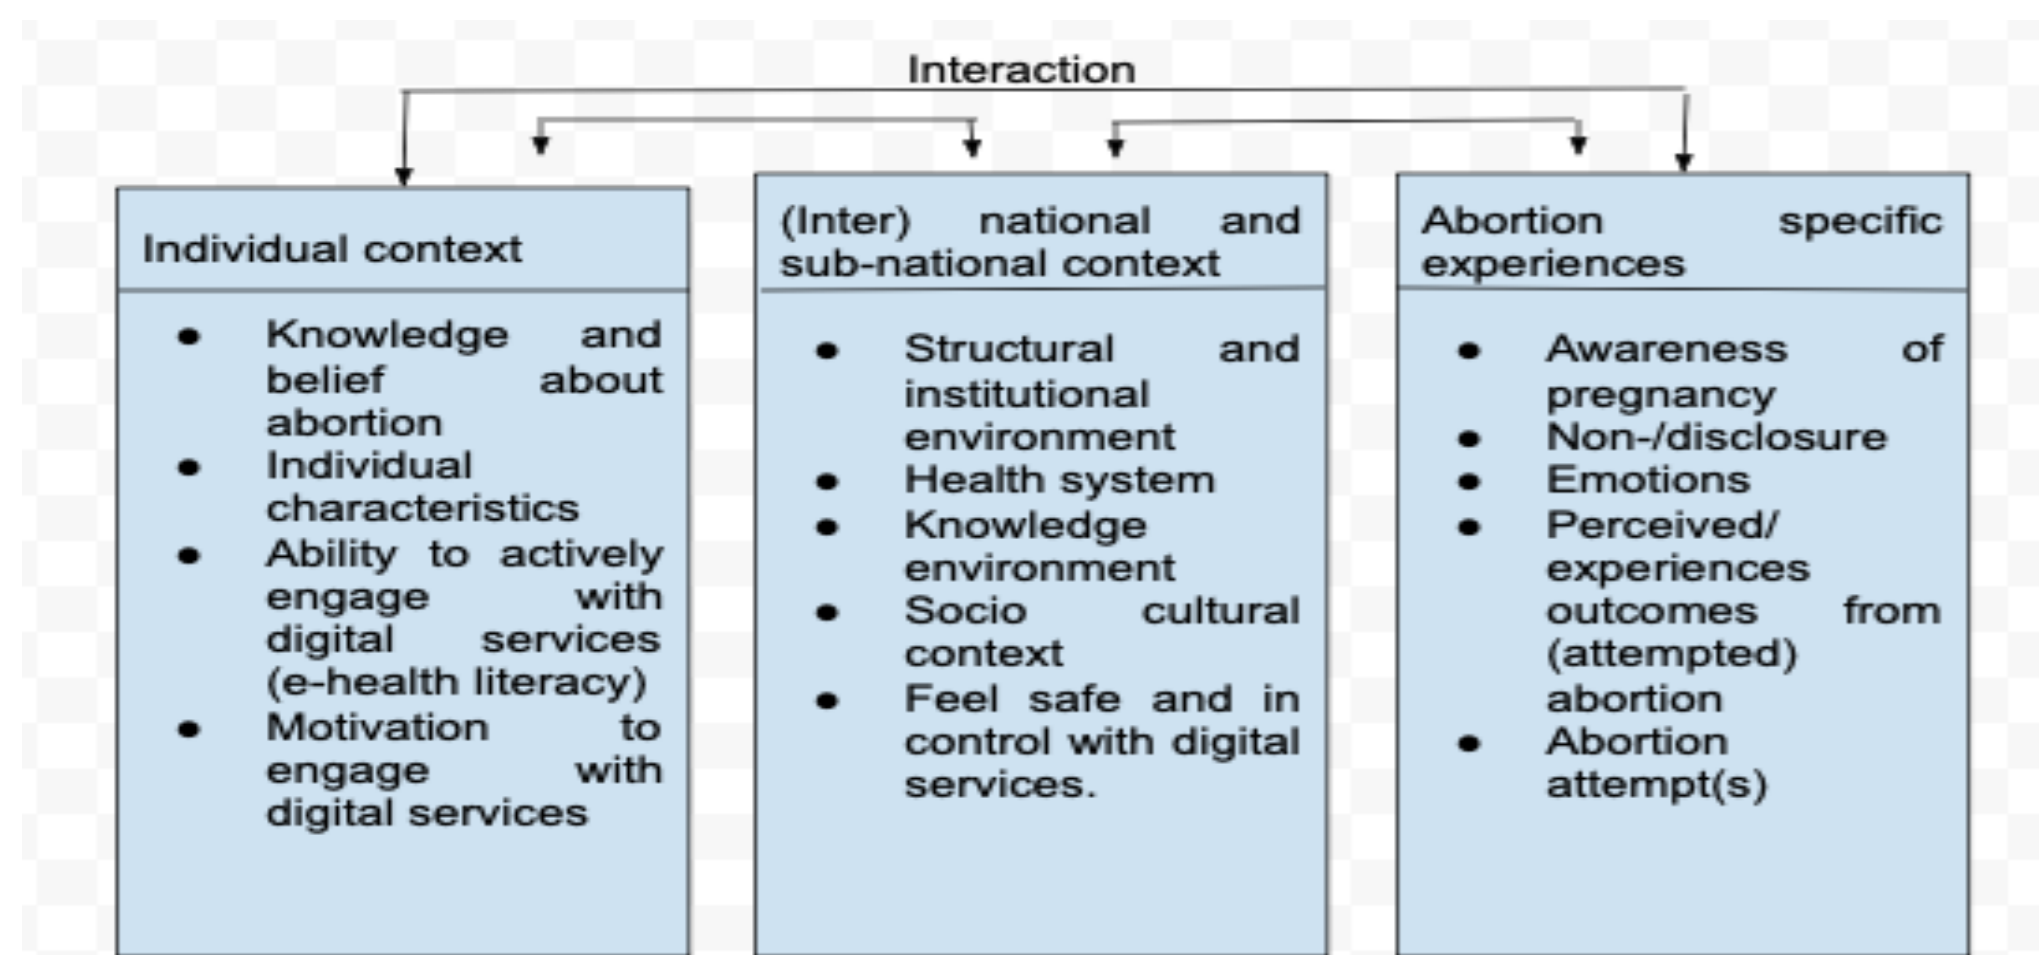 Interaction
Individual context
● Knowledge and
belief about
abortion
● Individual
characteristics
● Ability to actively
engage with
digital services
(e-health literacy)
● Motivation to
engage with
digital services
(Inter) national and
sub-national context
● Structural and
institutional
environment
● Health system
● Knowledge
environment
● Socio cultural
context
● Feel safe and in
control with digital
services.
Abortion specific
experiences
● Awareness of
pregnancy
● Non-/disclosure
● Emotions
● Perceived/
experiences
outcomes from
(attempted)
abortion
● Abortion
attempt(s)